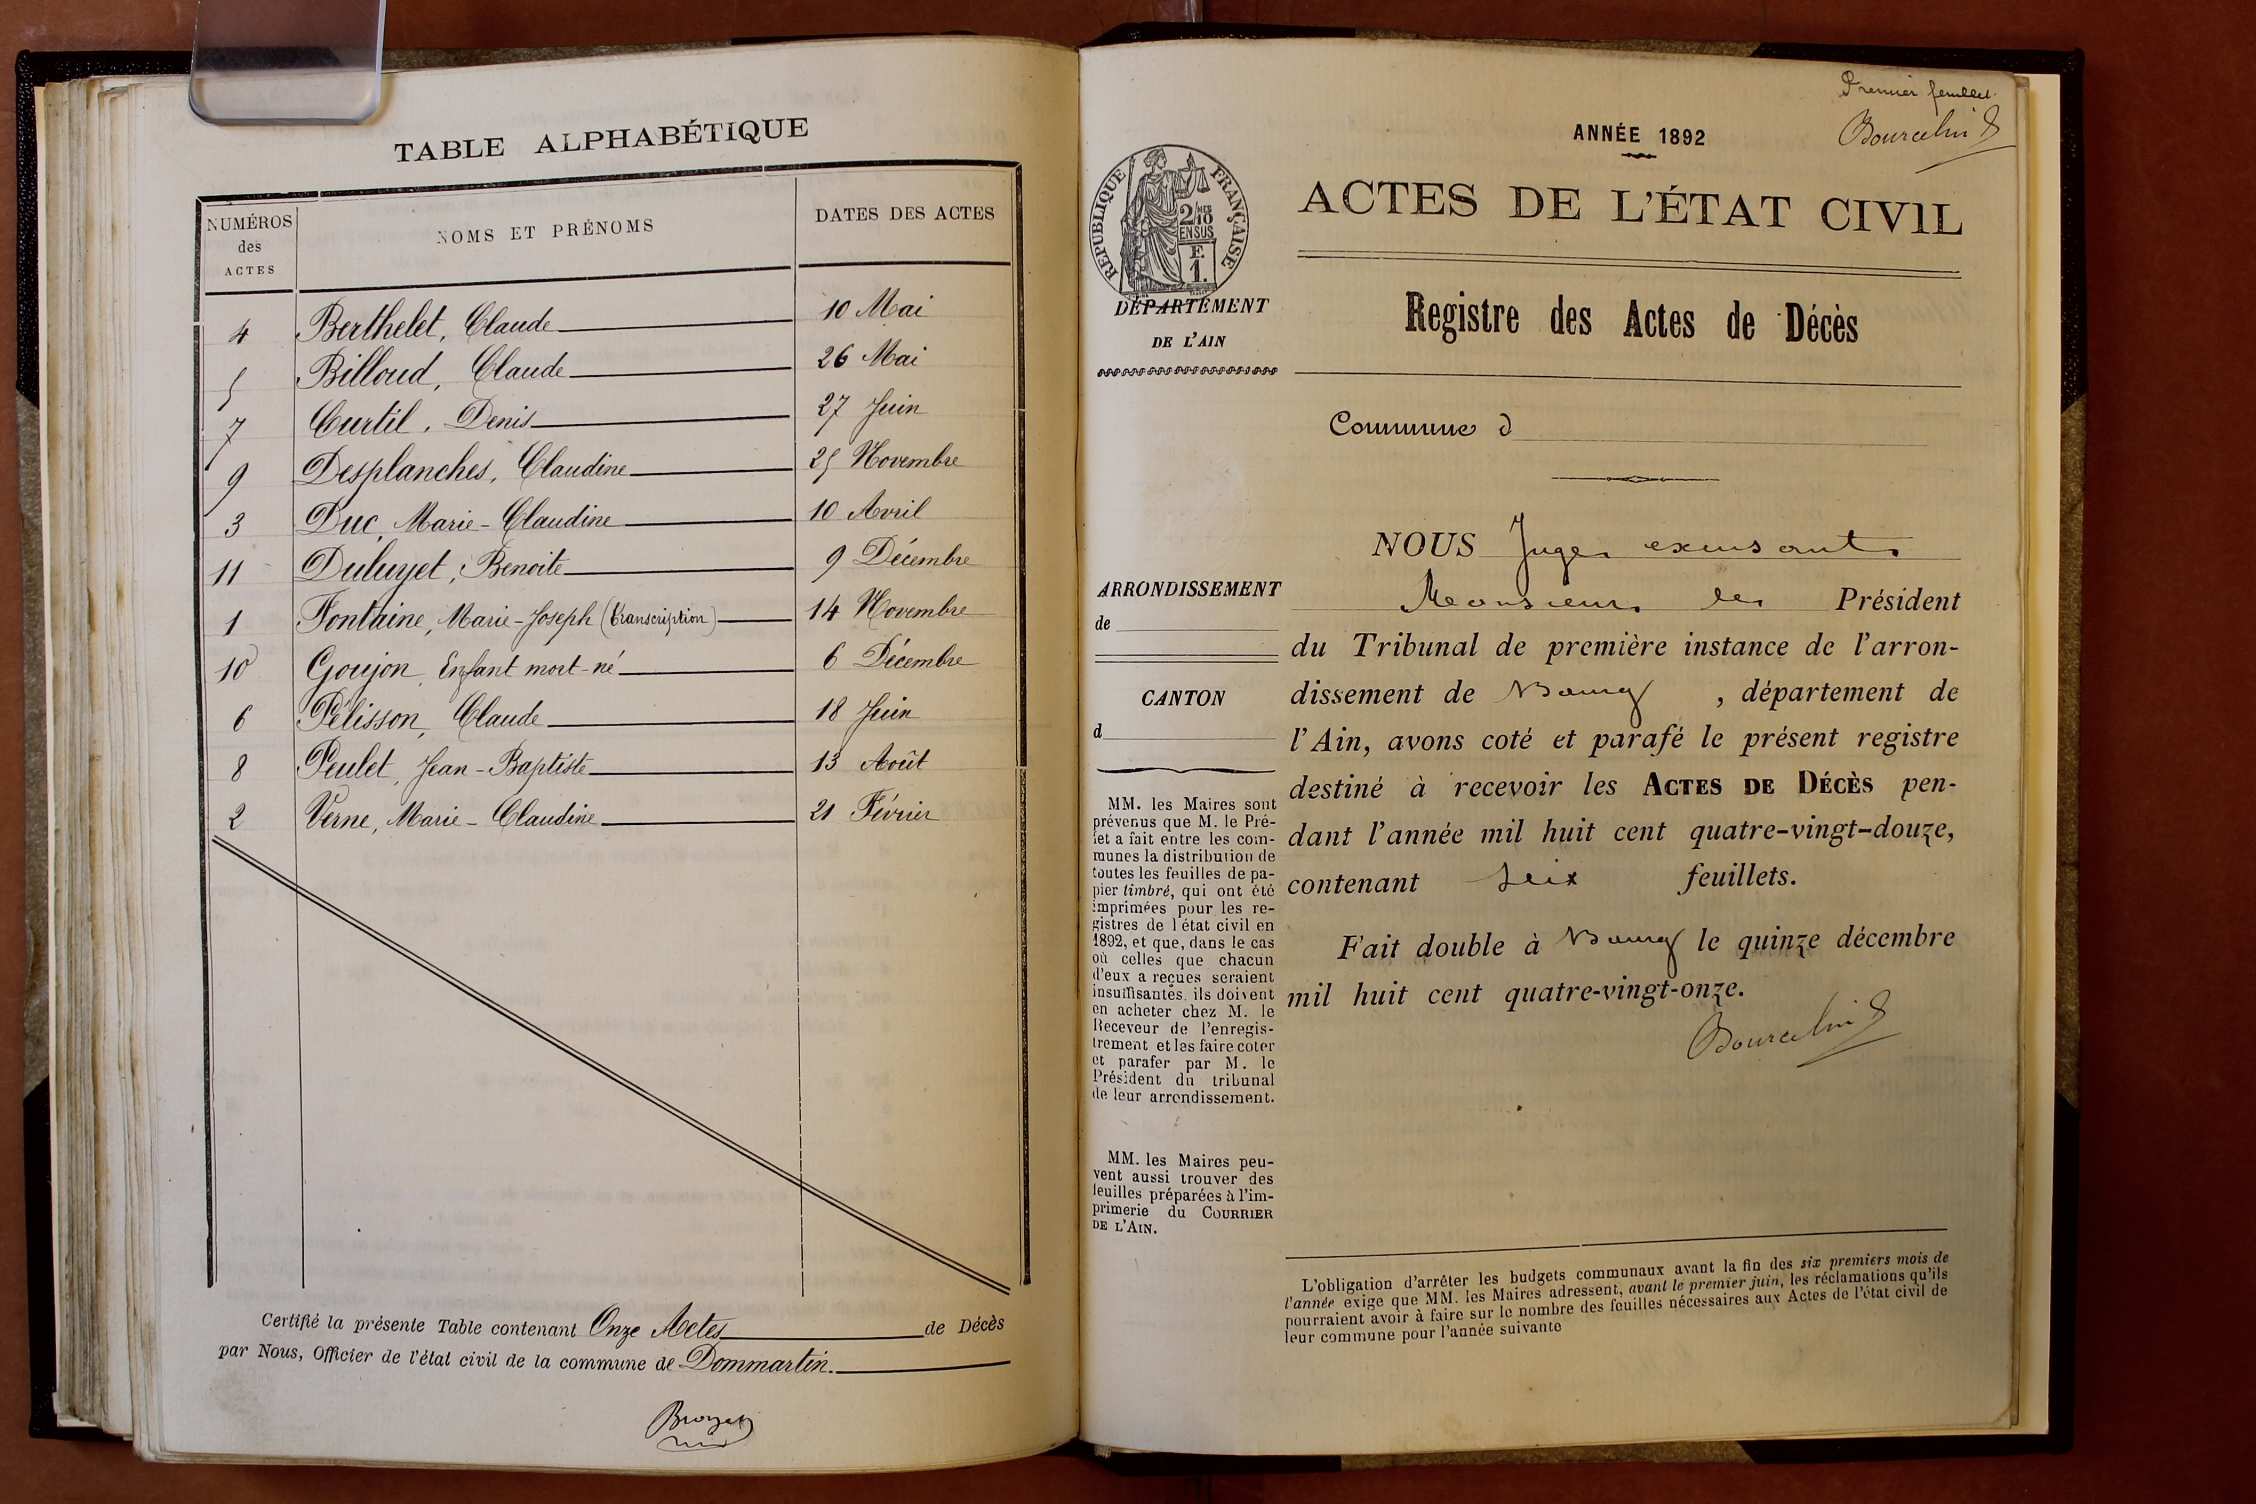 TABLE ALPHABÉTIQUE
NUMÉROS des ACTES
NOMS ET PRÉNOMS
DATES DES ACTES
4 Berthelet, Claude 10 Mai
5 Billoud, Claude 26 Mai
7 Curtil, Denis 27 Juin
9 Desplanches, Claudine 25 Novembre
3 Duc, Marie-Claudine 10 Avril
11 Duluyet, Benoite 9 Décembre
1 Fontaine, Marie-Joseph (transcription) 14 Novembre
10 Goujon, Enfant mort-né 6 Décembre
6 Pélisson, Claude 18 Juin
8 Peulet, Jean-Baptiste 13 Août
2 Verne, Marie-Claudine 21 Février
Certifié la présente Table contenant Onze Actes de Décès
par Nous, Officier de l'état civil de la commune de Dommartin.
Premier feuillet.
Bourcelin
ANNÉE 1892
RÉPUBLIQUE FRANÇAISE
2/10 MES
EN SUS
F.
1.
ACTES DE L'ÉTAT CIVIL
DÉPARTEMENT
DE L'AIN
Registre des Actes de Décès
Commune d
ARRONDISSEMENT
de
CANTON
d
MM. les Maires sont
prévenus que M. le Pré-
fet a fait entre les com-
munes la distribution de
toutes les feuilles de pa-
pier timbré, qui ont été
imprimées pour les re-
gistres de l'état civil en
1892, et que, dans le cas
où celles que chacun
d'eux a reçues seraient
insuffisantes, ils doivent
en acheter chez M. le
Receveur de l'enregis-
trement et les faire coter
et parafer par M. le
Président du tribunal
de leur arrondissement.
MM. les Maires peu-
vent aussi trouver des
feuilles préparées à l'im-
primerie du COURRIER
DE L'AIN.
NOUS Juge
Monsieur le Président
du Tribunal de première instance de l'arron-
dissement de Bourg, département de
l'Ain, avons coté et parafé le présent registre
destiné à recevoir les ACTES DE DÉCÈS pen-
dant l'année mil huit cent quatre-vingt-douze,
contenant feuillets.
Fait double à Bourg le quinze décembre
mil huit cent quatre-vingt-onze.
Bourcelin
L'obligation d'arrêter les budgets communaux avant la fin des six premiers mois de
l'année exige que MM. les Maires adressent, avant le premier juin, les réclamations qu'ils
pourraient avoir à faire sur le nombre des feuilles nécessaires aux Actes de l'état civil de
leur commune pour l'année suivante